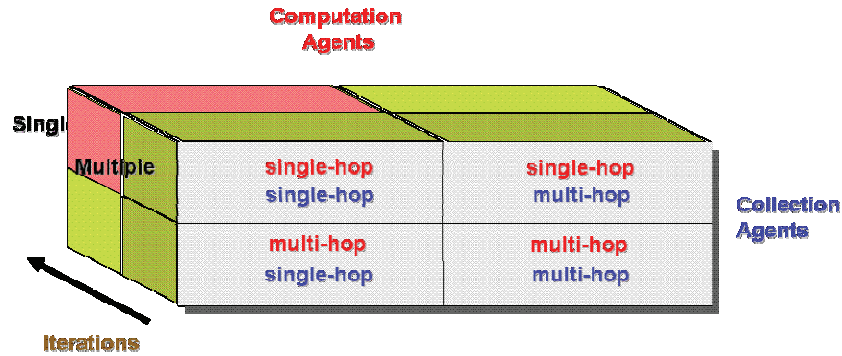 Computation
Agents
Multiple
single-hop
single-hop
single-hop
multi-hop
Collection
Agents
multi-hop
single-hop
multi-hop
multi-hop
Iterations